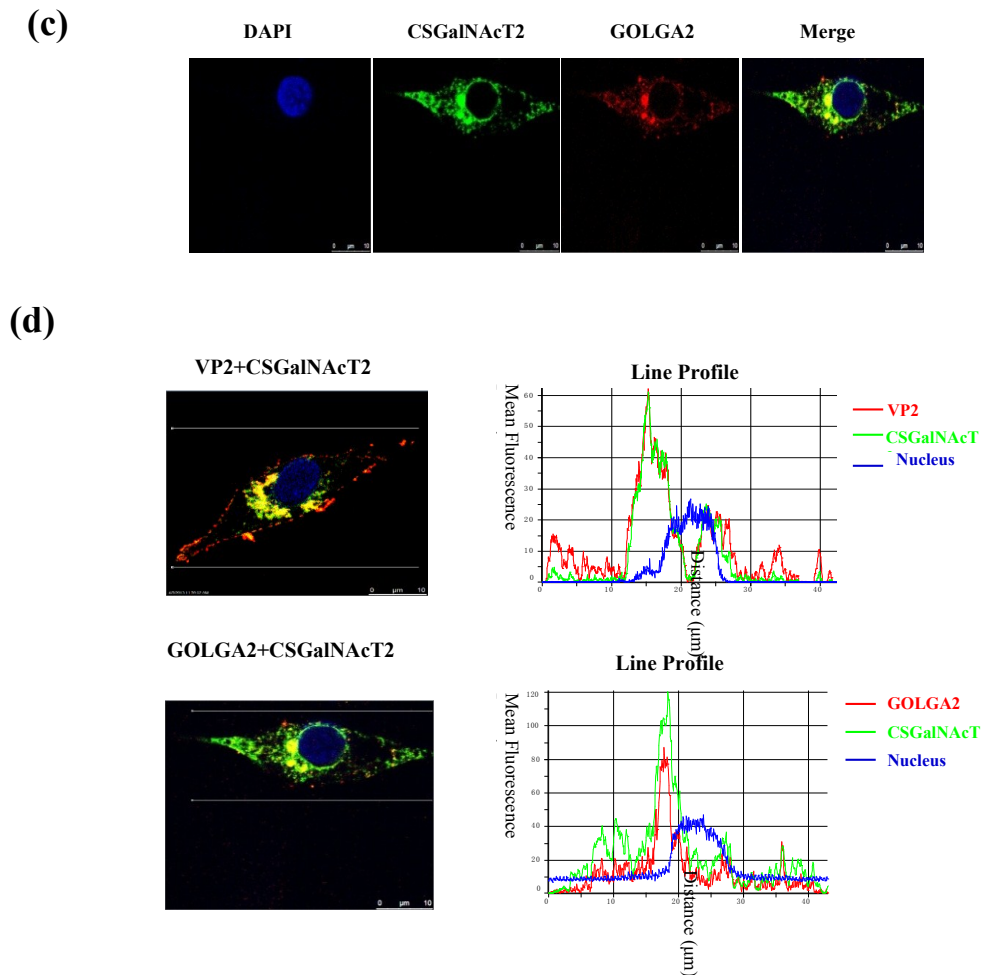 (c)
DAPI CSGalNAcT2 GOLGA2 Merge
0 µm 10 0 µm 10 0 µm 10 0 µm 10
(d)
VP2+CSGalNAcT2
0 µm 10
Line Profile
Mean Fluorescence
60
50
40
30
20
10
0
0 10 20 30 40
Distance (µm)
VP2
CSGalNAcT
Nucleus
GOLGA2+CSGalNAcT2
0 µm 10
Line Profile
Mean Fluorescence
120
100
80
60
40
20
0
0 10 20 30 40
Distance (µm)
GOLGA2
CSGalNAcT
Nucleus